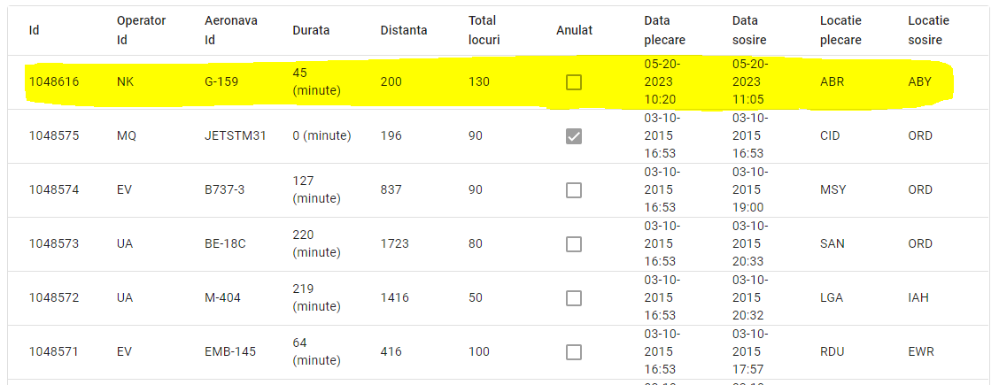 Id Operator Id Aeronava Id Durata Distanta Total locuri Anulat Data plecare Data sosire Locatie plecare Locatie sosire
1048616 NK G-159 45 (minute) 200 130 05-20-2023 10:20 05-20-2023 11:05 ABR ABY
1048575 MQ JETSTM31 0 (minute) 196 90 03-10-2015 16:53 03-10-2015 16:53 CID ORD
1048574 EV B737-3 127 (minute) 837 90 03-10-2015 16:53 03-10-2015 19:00 MSY ORD
1048573 UA BE-18C 220 (minute) 1723 80 03-10-2015 16:53 03-10-2015 20:33 SAN ORD
1048572 UA M-404 219 (minute) 1416 50 03-10-2015 16:53 03-10-2015 20:32 LGA IAH
1048571 EV EMB-145 64 (minute) 416 100 03-10-2015 16:53 03-10-2015 17:57 RDU EWR